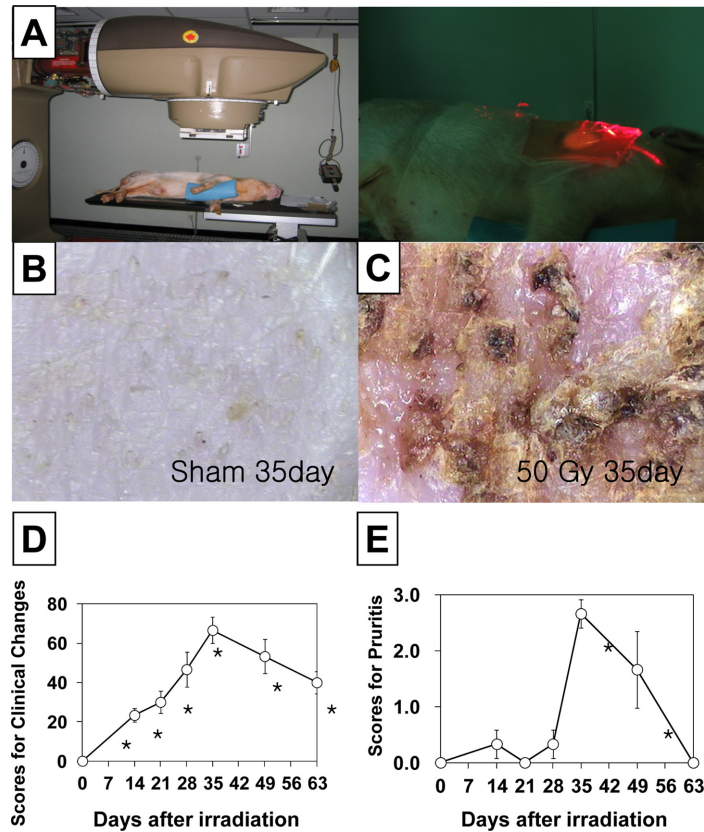 A
B
Sham 35day
C
50 Gy 35day
D
Scores for Clinical Changes
80
60
40
20
0
0 7 14 21 28 35 42 49 56 63
* * * * * *
Days after irradiation
E
Scores for Pruritis
3.0
2.0
1.0
0.0
0 7 14 21 28 35 42 49 56 63
* *
Days after irradiation